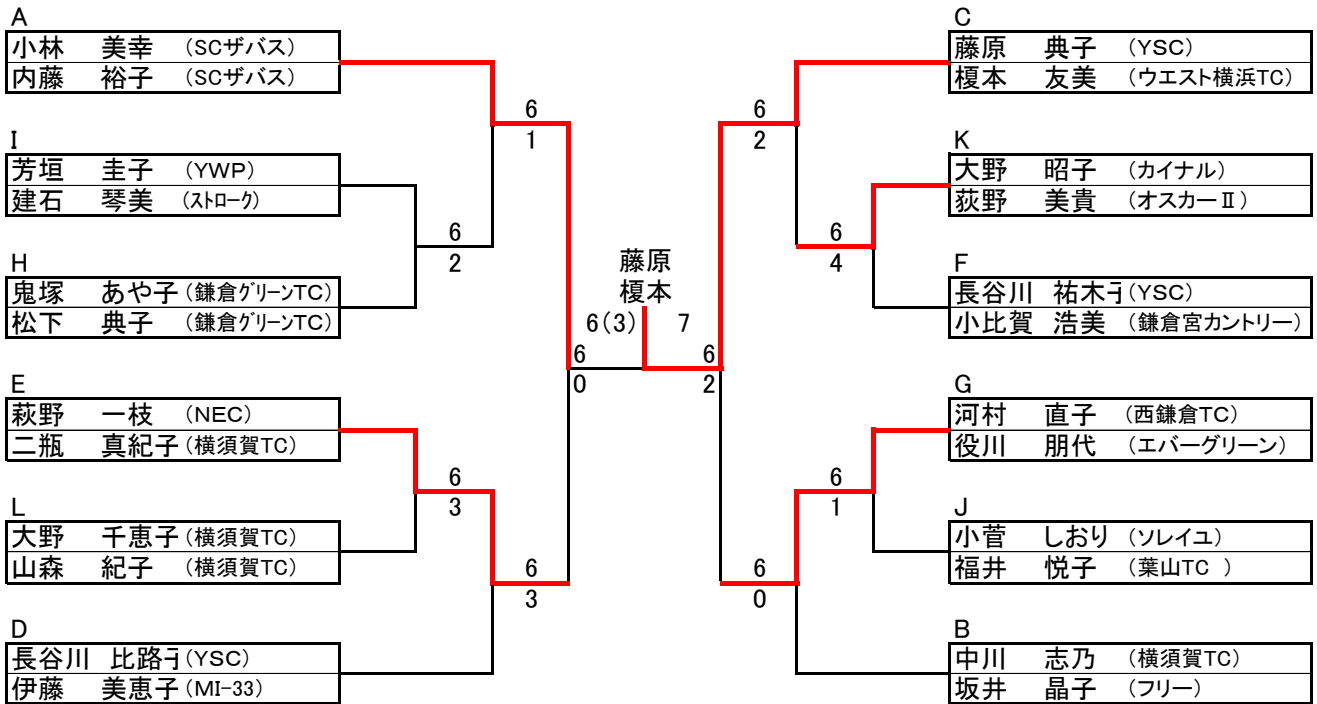 A
小林 美幸 (SCザバス)
内藤 裕子 (SCザバス)
I
芳垣 圭子 (YWP)
建石 琴美 (ｽﾄﾛｰｸ)
H
鬼塚 あや子 (鎌倉ｸﾞﾘｰﾝTC)
松下 典子 (鎌倉ｸﾞﾘｰﾝTC)
E
萩野 一枝 (NEC)
二瓶 真紀子 (横須賀TC)
L
大野 千恵子 (横須賀TC)
山森 紀子 (横須賀TC)
D
長谷川 比路子 (YSC)
伊藤 美恵子 (MI-33)
6
1
6
2
6
3
6
3
6
0
藤原
榎本
6(3) 7
6
2
6
2
6
4
6
1
6
0
C
藤原 典子 (YSC)
榎本 友美 (ウエスト横浜TC)
K
大野 昭子 (カイナル)
荻野 美貴 (オスカーⅡ)
F
長谷川 祐木子 (YSC)
小比賀 浩美 (鎌倉宮カントリー)
G
河村 直子 (西鎌倉TC)
役川 朋代 (エバーグリーン)
J
小菅 しおり (ソレイユ)
福井 悦子 (葉山TC )
B
中川 志乃 (横須賀TC)
坂井 晶子 (フリー)